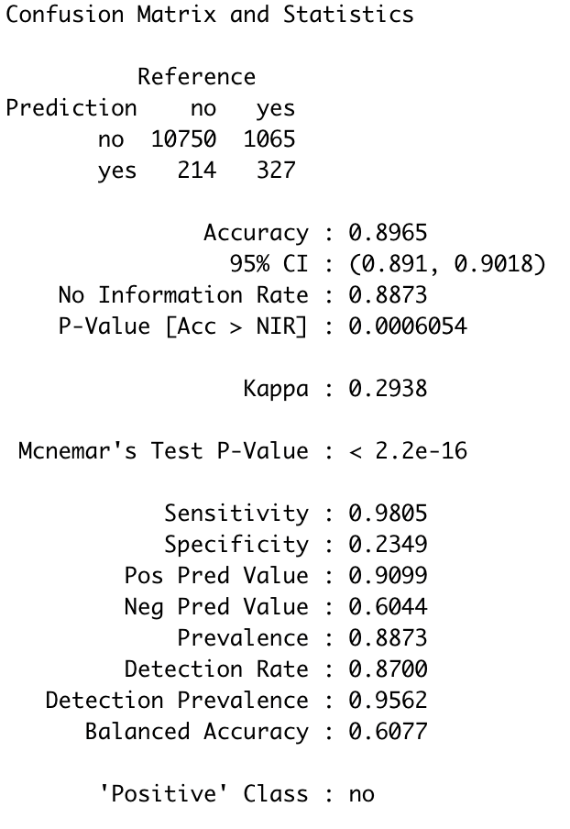 Confusion Matrix and Statistics
Reference
Prediction no yes
no 10750 1065
yes 214 327
Accuracy : 0.8965
95% CI : (0.891, 0.9018)
No Information Rate : 0.8873
P-Value [Acc > NIR] : 0.0006054
Kappa : 0.2938
Mcnemar's Test P-Value : < 2.2e-16
Sensitivity : 0.9805
Specificity : 0.2349
Pos Pred Value : 0.9099
Neg Pred Value : 0.6044
Prevalence : 0.8873
Detection Rate : 0.8700
Detection Prevalence : 0.9562
Balanced Accuracy : 0.6077
'Positive' Class : no